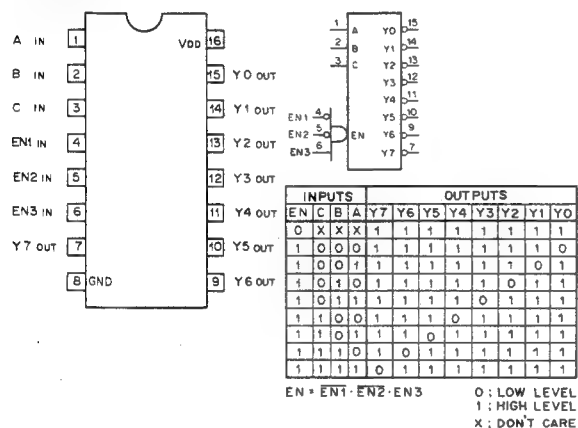 A IN 1
B IN 2
C IN 3
EN1 IN 4
EN2 IN 5
EN3 IN 6
Y7 OUT 7
8 GND
VDD 16
15 Y0 OUT
14 Y1 OUT
13 Y2 OUT
12 Y3 OUT
11 Y4 OUT
10 Y5 OUT
9 Y6 OUT
1 A Y0 15
2 B Y1 14
3 C Y2 13
Y3 12
Y4 11
EN1 4 Y5 10
EN2 5 EN Y6 9
EN3 6 Y7 7
INPUTS OUTPUTS
EN C B A Y7 Y6 Y5 Y4 Y3 Y2 Y1 Y0
0 X X X 1 1 1 1 1 1 1 1
1 0 0 0 1 1 1 1 1 1 1 0
1 0 0 1 1 1 1 1 1 1 0 1
1 0 1 0 1 1 1 1 1 0 1 1
1 0 1 1 1 1 1 1 0 1 1 1
1 1 0 0 1 1 1 0 1 1 1 1
1 1 0 1 1 1 0 1 1 1 1 1
1 1 1 0 1 0 1 1 1 1 1 1
1 1 1 1 0 1 1 1 1 1 1 1
EN = E̅N̅1̅ · E̅N̅2̅ · EN3
0 ; LOW LEVEL
1 ; HIGH LEVEL
X ; DON'T CARE